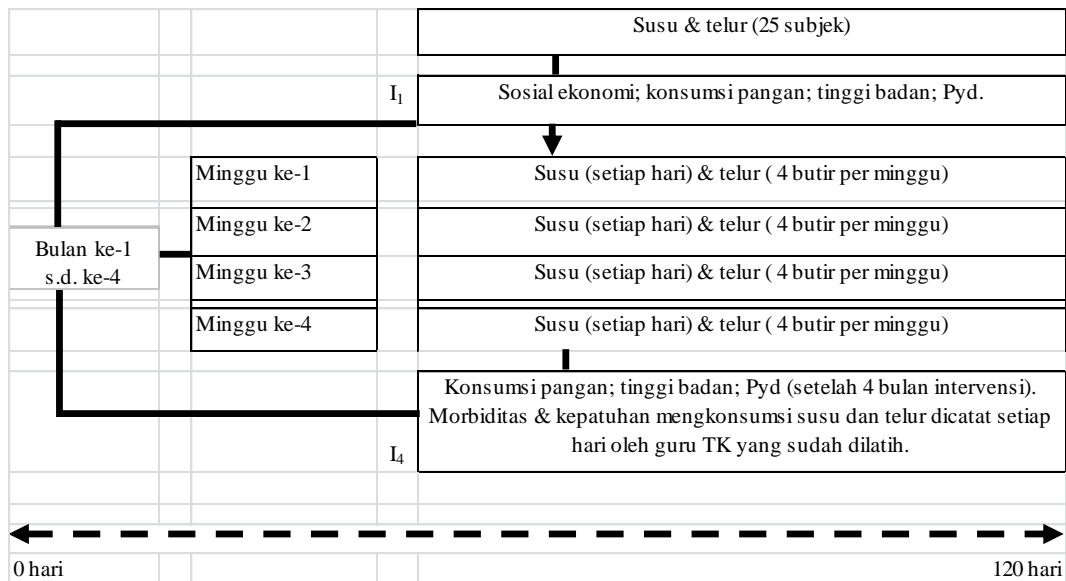 Susu & telur (25 subjek)
I₁
Sosial ekonomi; konsumsi pangan; tinggi badan; Pyd.
Minggu ke-1
Susu (setiap hari) & telur ( 4 butir per minggu)
Minggu ke-2
Susu (setiap hari) & telur ( 4 butir per minggu)
Bulan ke-1
s.d. ke-4
Minggu ke-3
Susu (setiap hari) & telur ( 4 butir per minggu)
Minggu ke-4
Susu (setiap hari) & telur ( 4 butir per minggu)
Konsumsi pangan; tinggi badan; Pyd (setelah 4 bulan intervensi).
Morbiditas & kepatuhan mengkonsumsi susu dan telur dicatat setiap
hari oleh guru TK yang sudah dilatih.
I₄
0 hari
120 hari